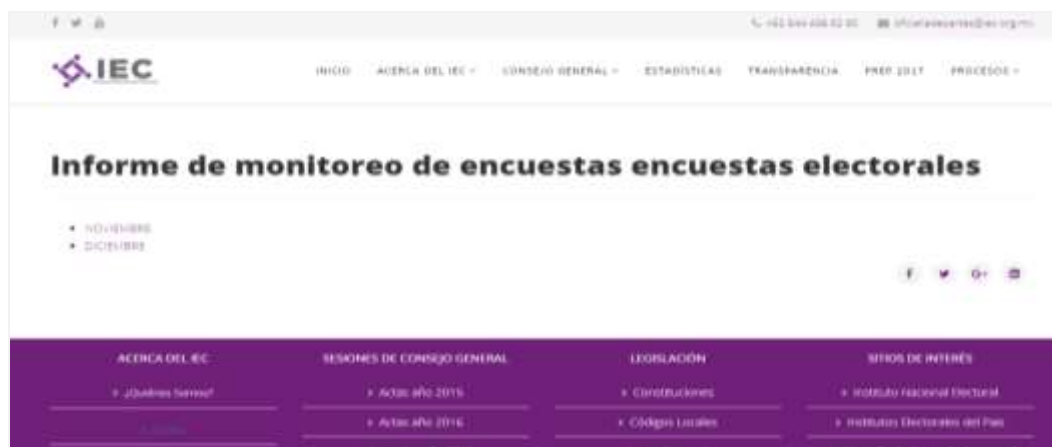 IEC
INICIO ACERCA DEL IEC CONSEJO GENERAL ESTADÍSTICAS TRANSPARENCIA PREP 2017 PROCESOS
Informe de monitoreo de encuestas encuestas electorales
NOVIEMBRE
DICIEMBRE
ACERCA DEL IEC SESIONES DE CONSEJO GENERAL LEGISLACIÓN SITIOS DE INTERÉS
¿Quiénes Somos? Actas año 2015 Constituciones Instituto Nacional Electoral
Actas año 2016 Códigos Locales Institutos Electorales del País